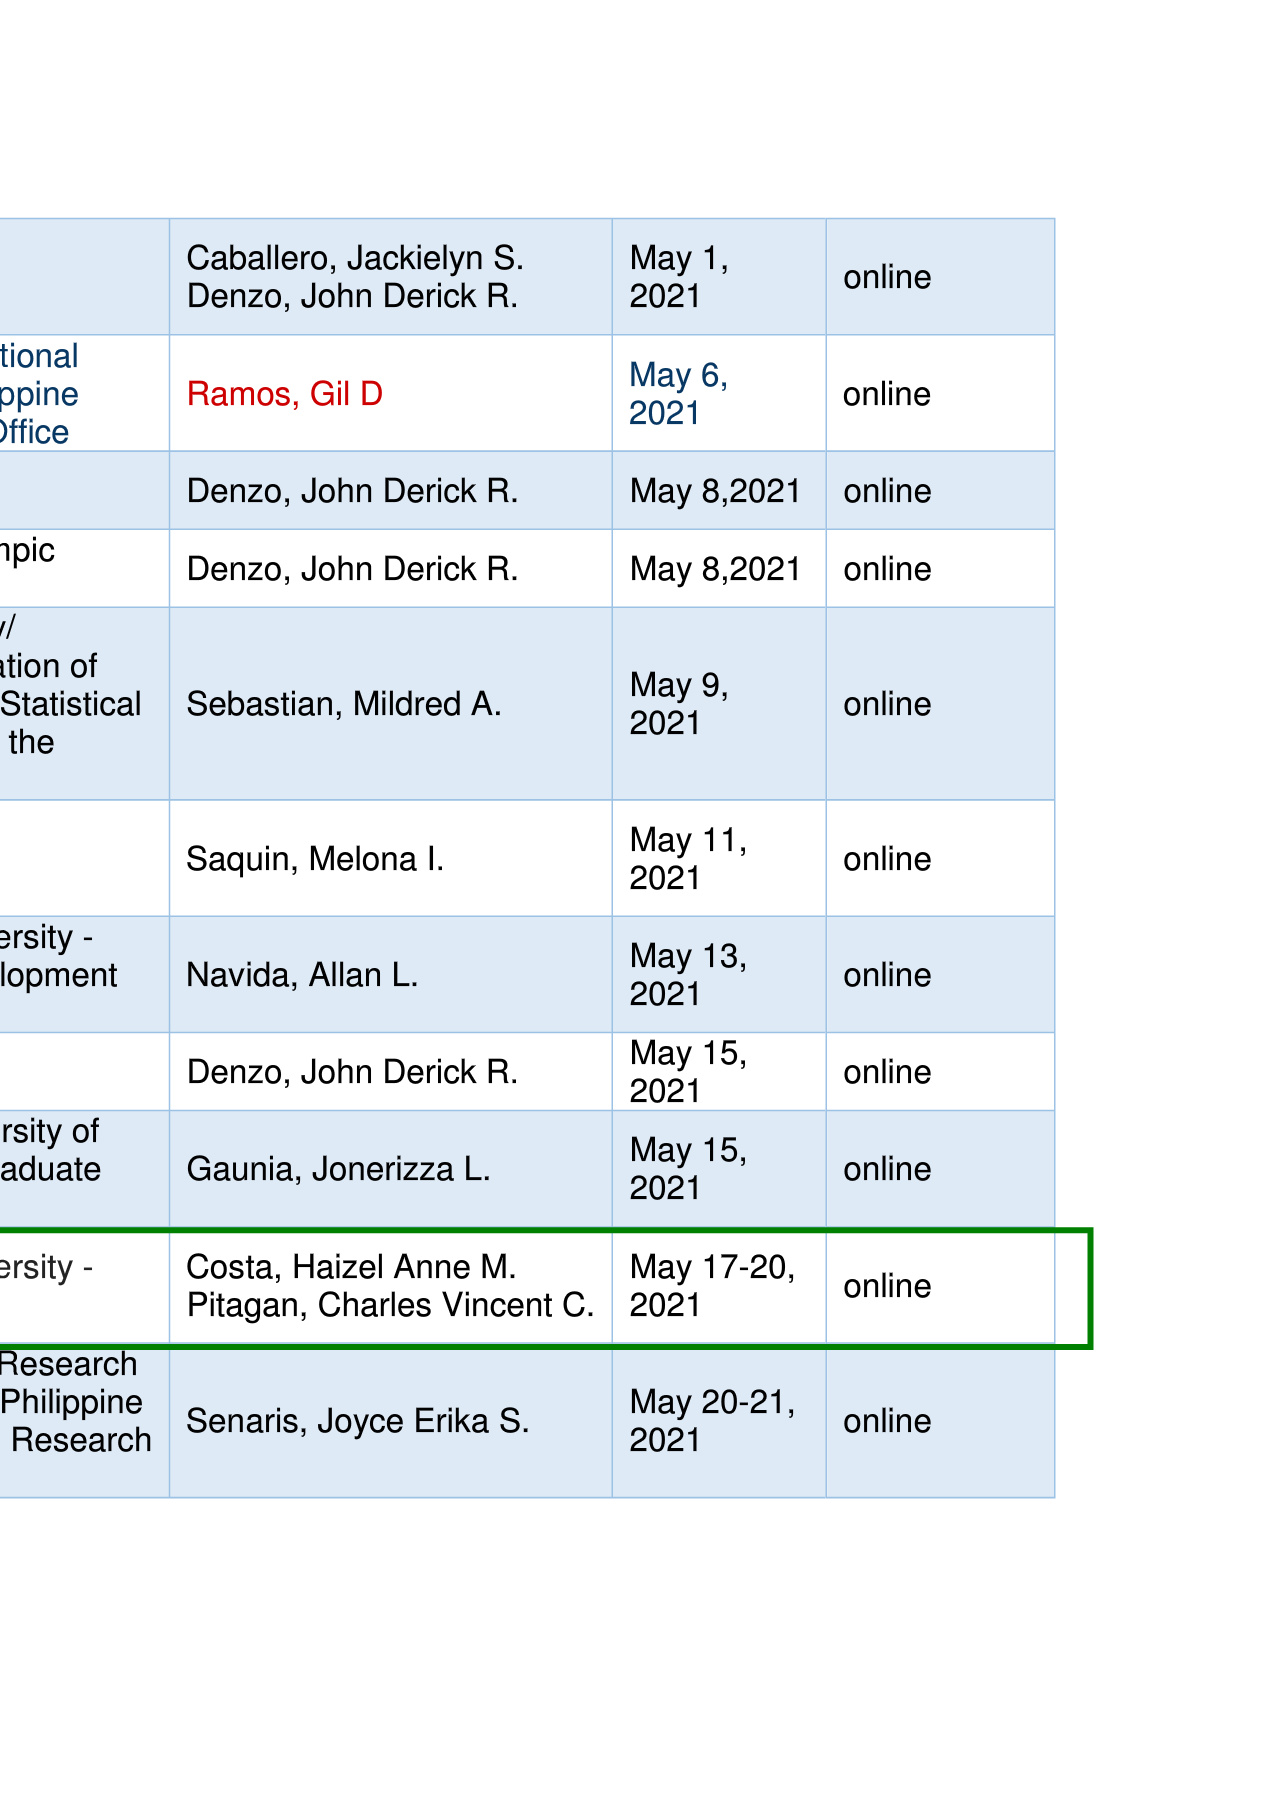 Caballero, Jackielyn S.
Denzo, John Derick R.
May 1,
2021
online
tional
ppine
Office
Ramos, Gil D
May 6,
2021
online
Denzo, John Derick R.
May 8,2021
online
mpic
Denzo, John Derick R.
May 8,2021
online
y/
ation of
Statistical
the
Sebastian, Mildred A.
May 9,
2021
online
Saquin, Melona I.
May 11,
2021
online
ersity -
lopment
Navida, Allan L.
May 13,
2021
online
Denzo, John Derick R.
May 15,
2021
online
rsity of
aduate
Gaunia, Jonerizza L.
May 15,
2021
online
ersity -
Costa, Haizel Anne M.
Pitagan, Charles Vincent C.
May 17-20,
2021
online
Research
Philippine
Research
Senaris, Joyce Erika S.
May 20-21,
2021
online